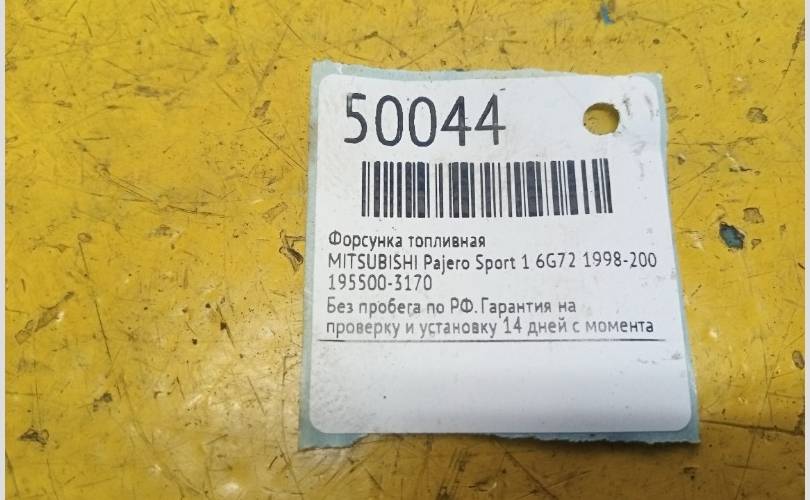 50044
Форсунка топливная
MITSUBISHI Pajero Sport 1 6G72 1998-200
195500-3170
Без пробега по РФ. Гарантия на
проверку и установку 14 дней с момента